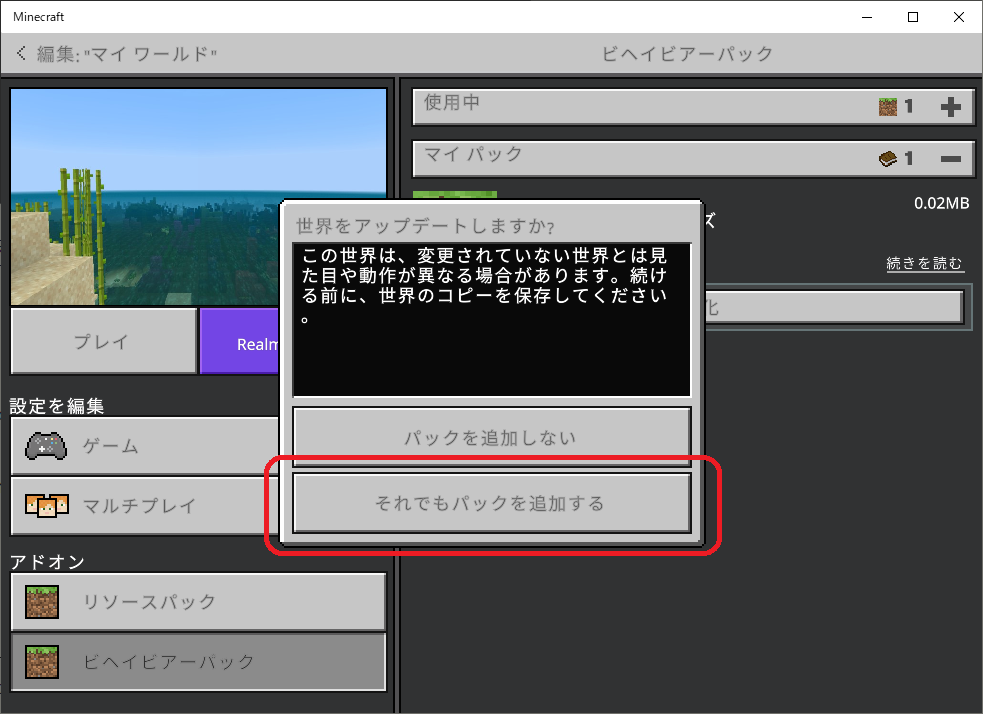 Minecraft
編集: "マイ ワールド"
ビヘイビアーパック
使用中
1
マイ パック
1
0.02MB
ズ
続きを読む
化
世界をアップデートしますか?
この世界は、変更されていない世界とは見
た目や動作が異なる場合があります。続け
る前に、世界のコピーを保存してください
。
パックを追加しない
それでもパックを追加する
プレイ
Realm
設定を編集
ゲーム
マルチプレイ
アドオン
リソースパック
ビヘイビアーパック